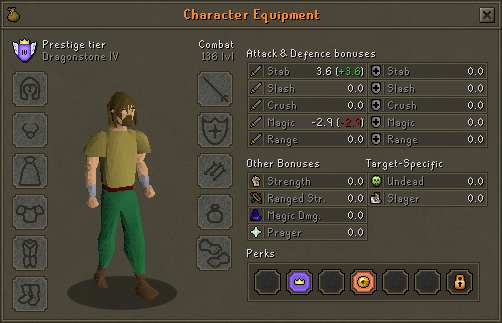 Character Equipment
Prestige tier
Dragonstone IV
IV
Combat
136 lvl
Attack & Defence bonuses
Stab 3.6 (+3.6) Stab 0.0
Slash 0.0 Slash 0.0
Crush 0.0 Crush 0.0
Magic -2.9 (-2.?) Magic 0.0
Range 0.0 Range 0.0
Other Bonuses Target-Specific
Strength 0.0 Undead 0.0
Ranged Str. 0.0 Slayer 0.0
Magic Dmg. 0.0
Prayer 0.0
Perks